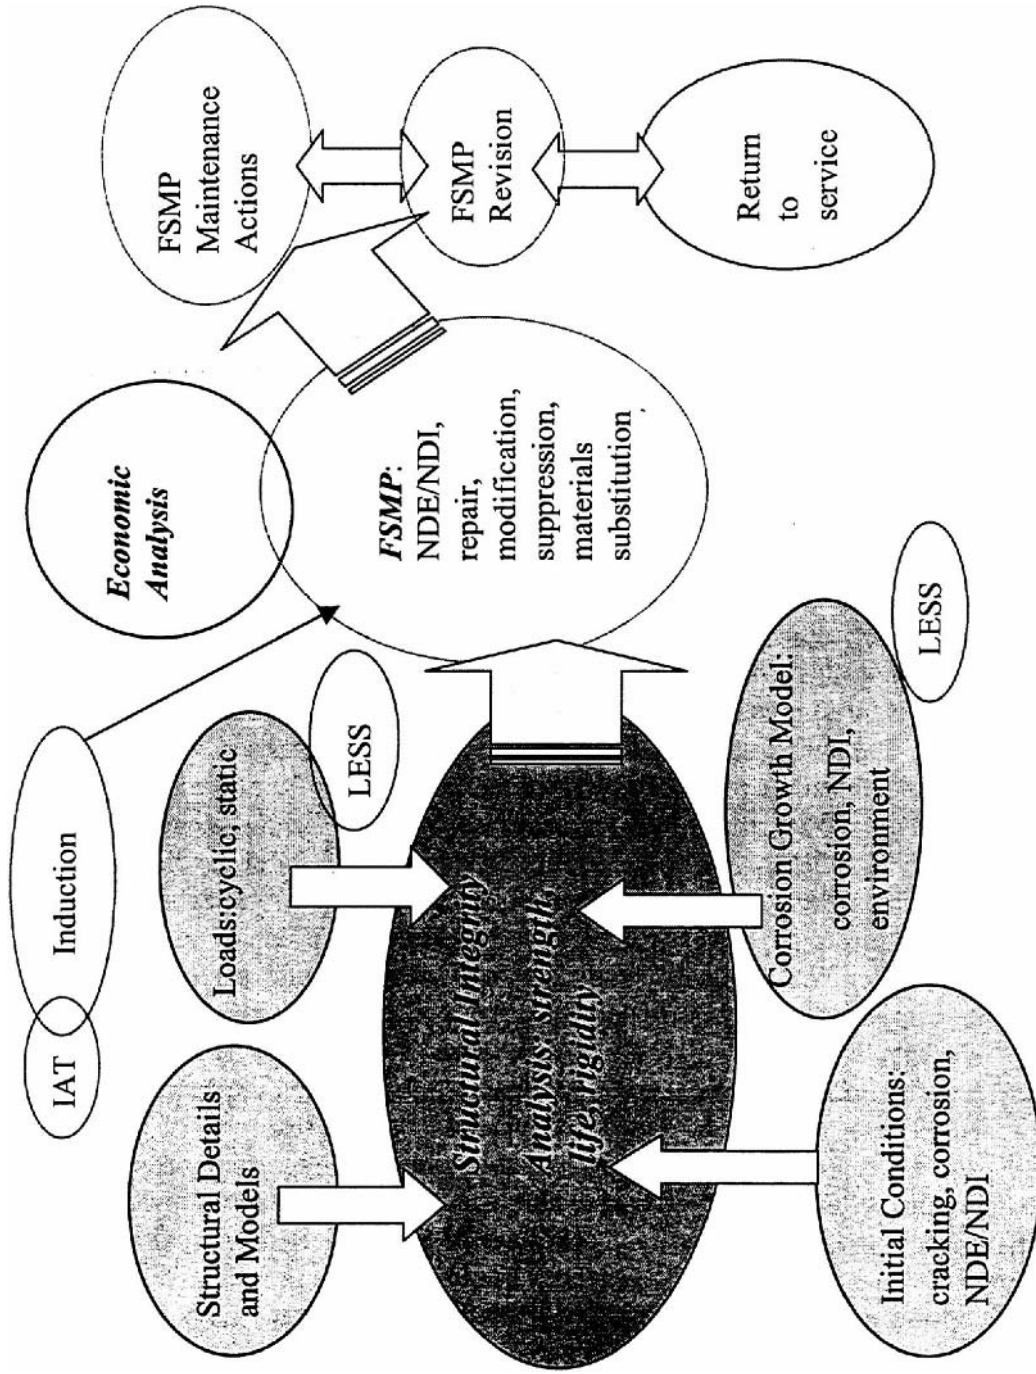 IAT
Induction
Structural Details
and Models
Loads:cyclic, static
LESS
Economic
Analysis
Structural Integrity
Analysis: strength,
life, rigidity
Initial Conditions:
cracking, corrosion,
NDE/NDI
Corrosion Growth Model:
corrosion, NDI,
environment
LESS
FSMP:
NDE/NDI,
repair,
modification,
suppression,
materials
substitution
FSMP
Maintenance
Actions
FSMP
Revision
Return
to
service